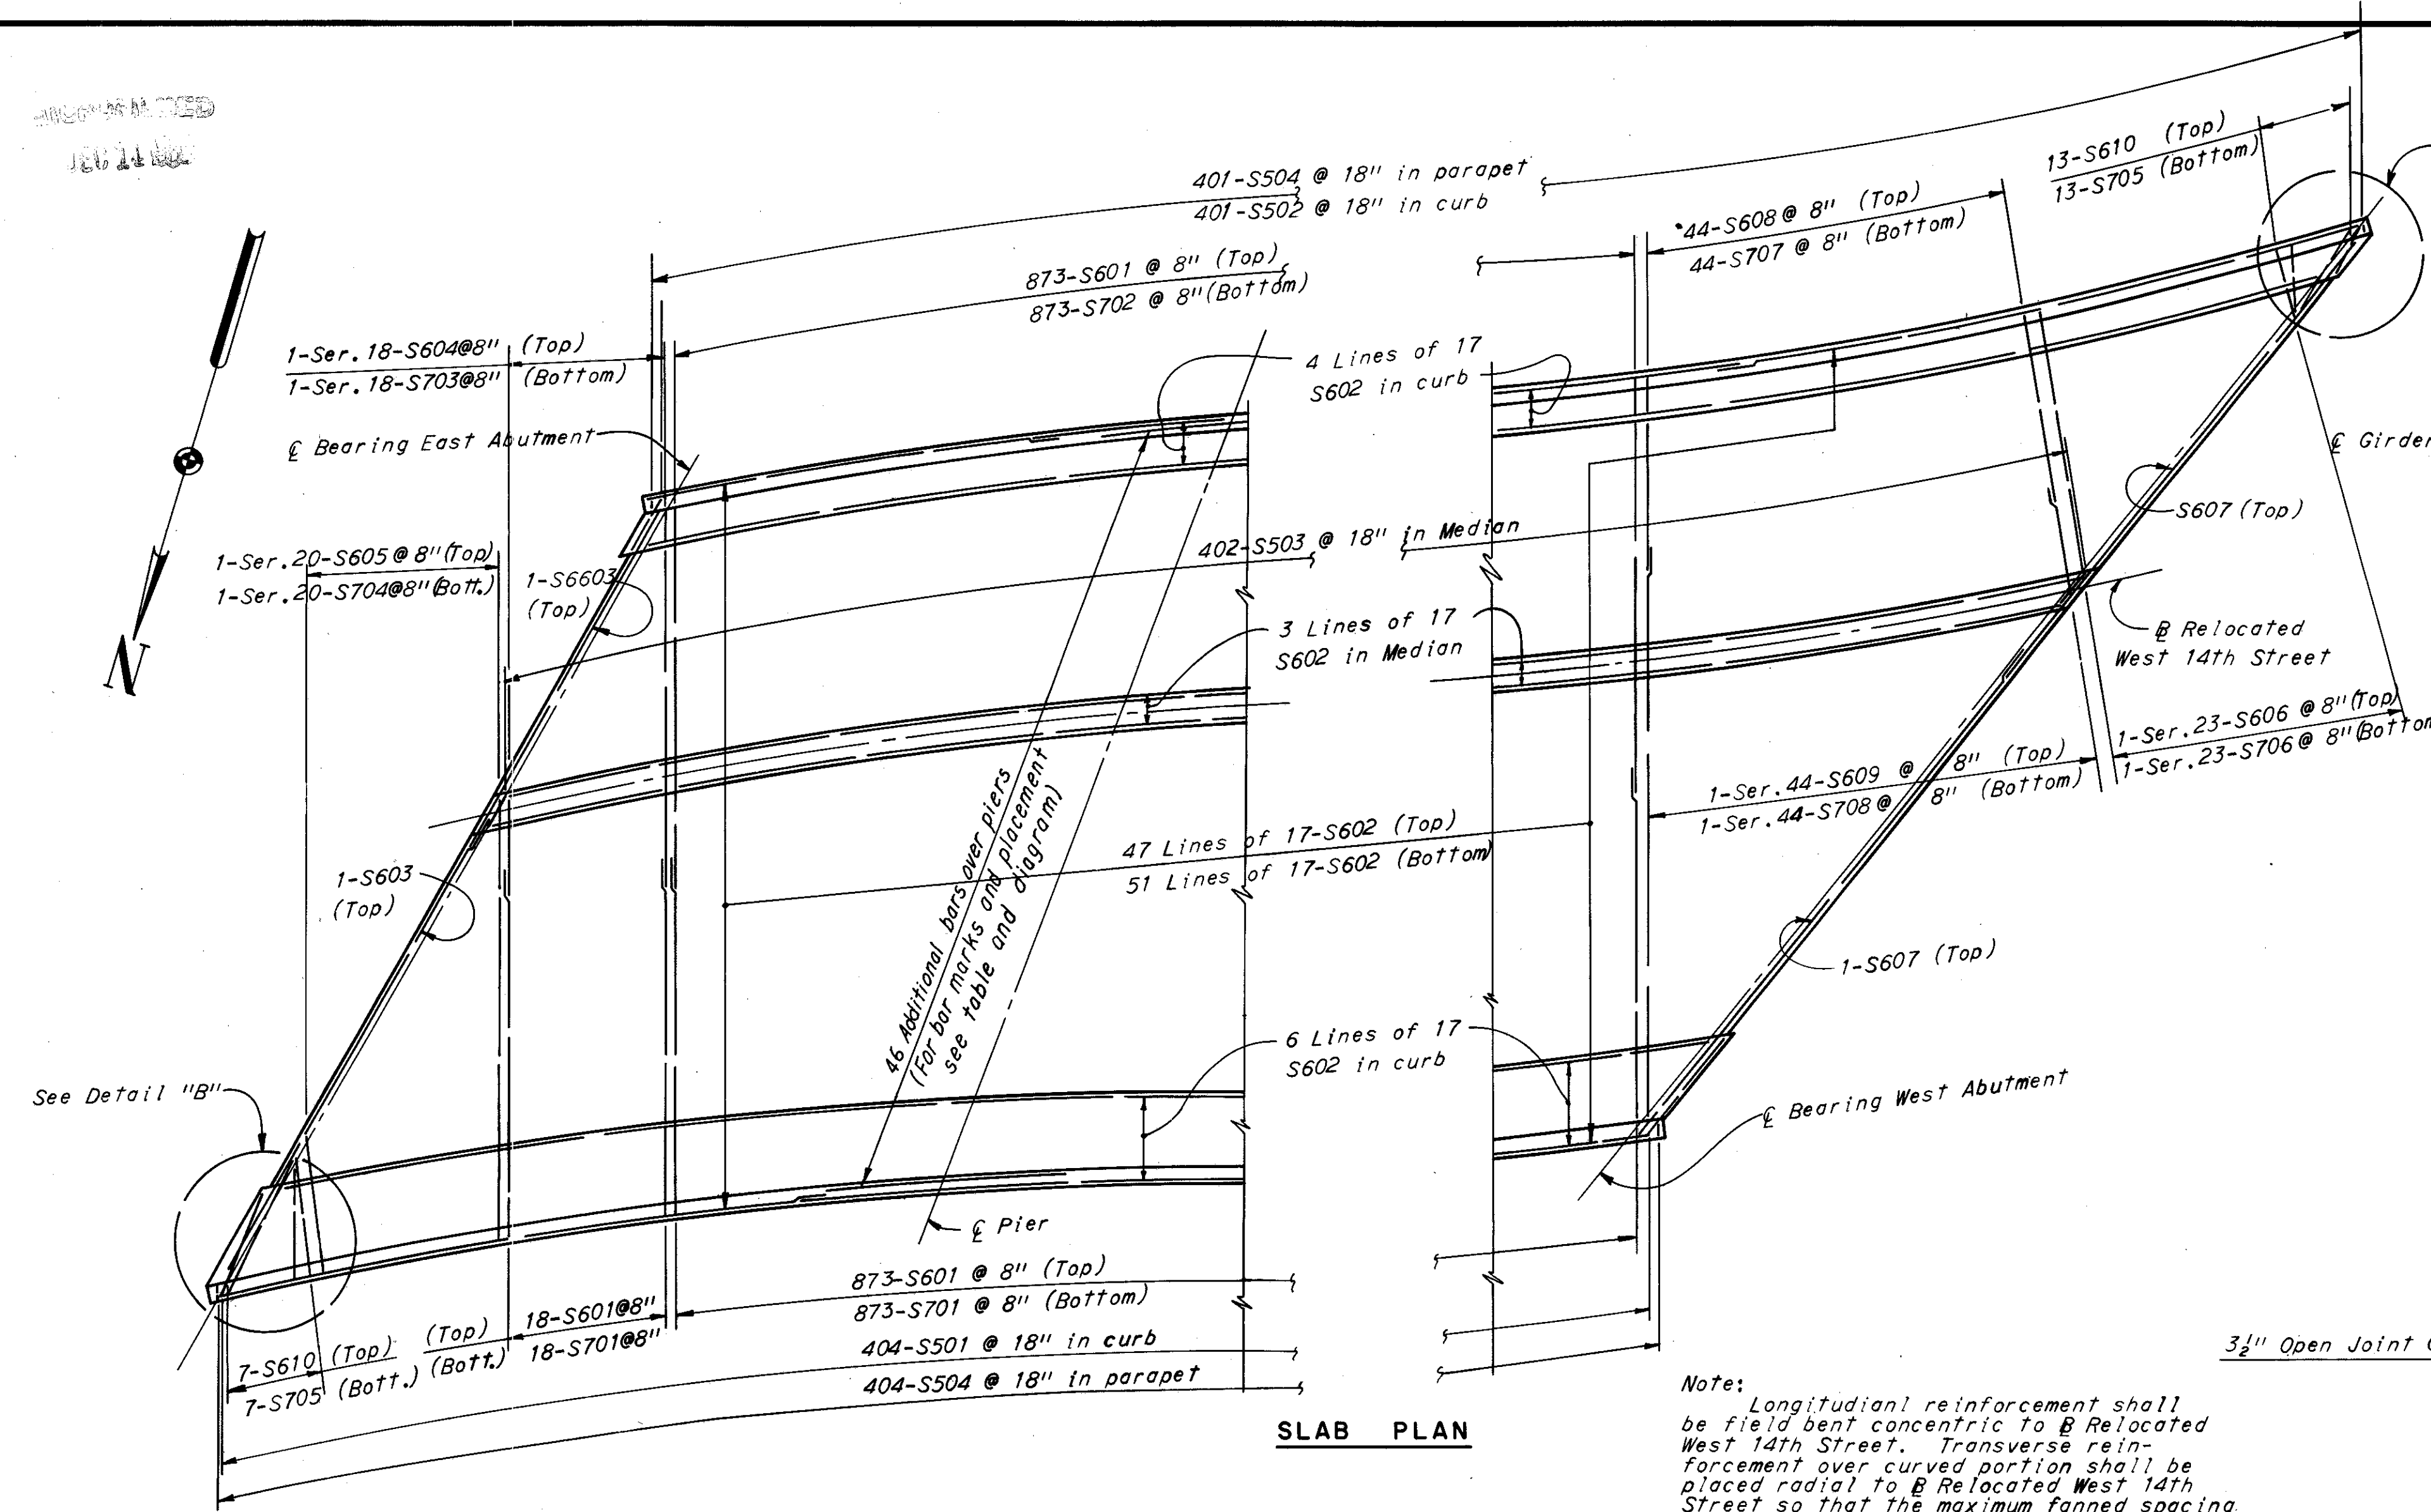 401-S504 @ 18" in parapet
401-S502 @ 18" in curb
13-S610 (Top)
13-S705 (Bottom)
44-S608 @ 8" (Top)
44-S707 @ 8" (Bottom)
873-S601 @ 8" (Top)
873-S702 @ 8" (Bottom)
1-Ser. 18-S604@8" (Top)
1-Ser. 18-S703@8" (Bottom)
4 Lines of 17
S602 in curb
℄ Bearing East Abutment
℄ Girder
S607 (Top)
402-S503 @ 18" in Median
1-Ser. 20-S605 @ 8" (Top)
1-Ser. 20-S704@8" (Bott.)
1-S6603
(Top)
N
3 Lines of 17
S602 in Median
Relocated
West 14th Street
1-Ser. 23-S606 @ 8" (Top)
1-Ser. 23-S706 @ 8" (Bottom
1-Ser. 44-S609 @ 8" (Top)
1-Ser. 44-S708 @ 8" (Bottom)
46 Additional bars over piers
(For bar marks and placement
see table and diagram)
47 Lines of 17-S602 (Top)
51 Lines of 17-S602 (Bottom)
1-S603
(Top)
1-S607 (Top)
6 Lines of 17
S602 in curb
See Detail "B"
℄ Bearing West Abutment
℄ Pier
873-S601 @ 8" (Top)
873-S701 @ 8" (Bottom)
7-S610 (Top) (Top) 18-S601@8"
7-S705 (Bott.) (Bott.) 18-S701@8"
404-S501 @ 18" in curb
404-S504 @ 18" in parapet
3½" Open Joint
SLAB PLAN
Note:
Longitudianl reinforcement shall
be field bent concentric to Relocated
West 14th Street. Transverse rein-
forcement over curved portion shall be
placed radial to Relocated West 14th
Street so that the maximum fanned spacing